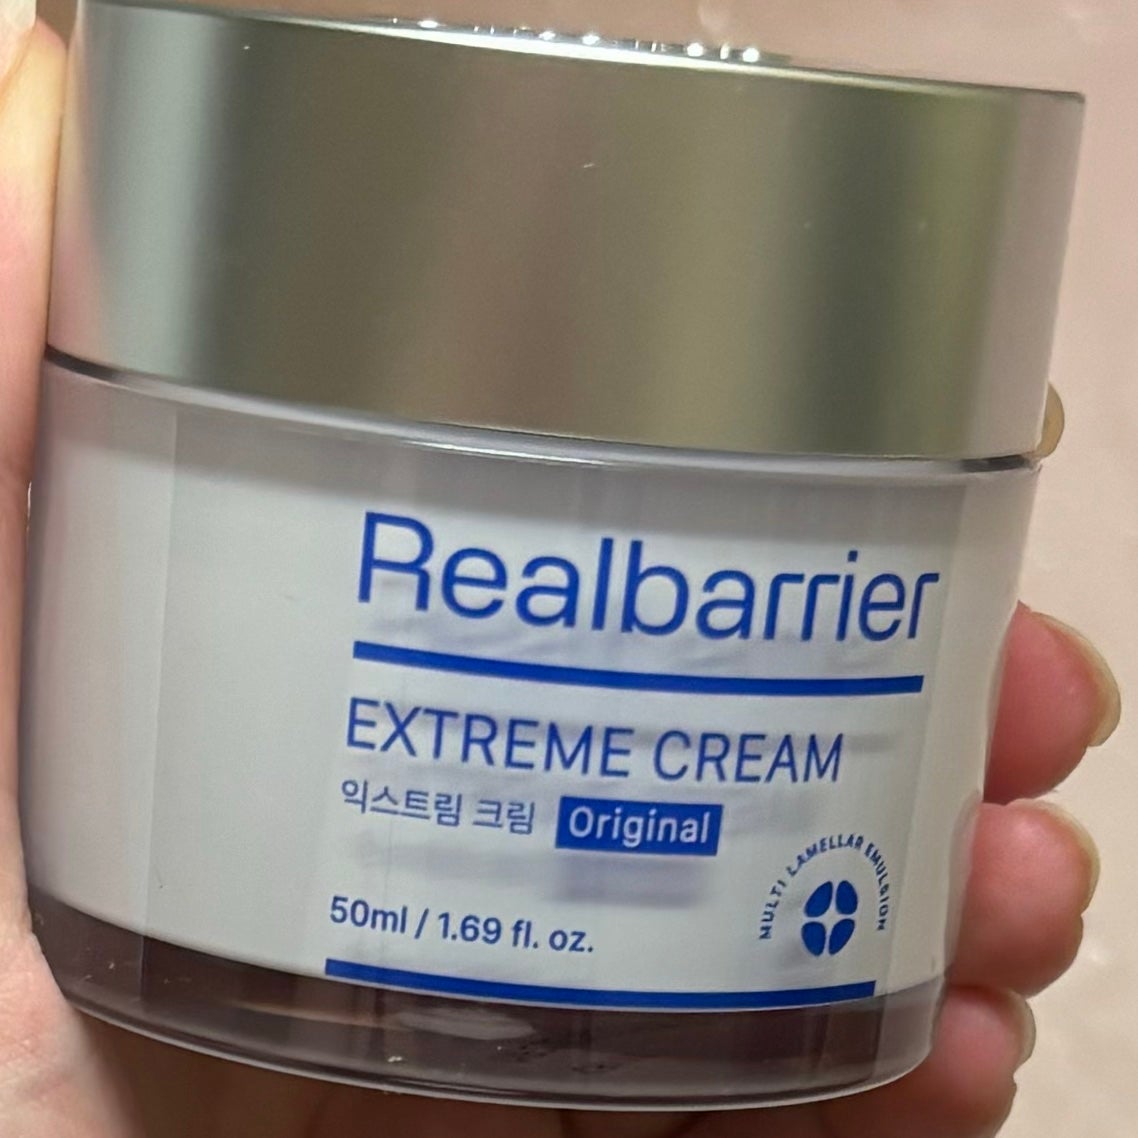 Realbarrier
EXTREME CREAM
익스트림 크림 Original
50ml / 1.69 fl. oz.
MULTI LAMELLAR EMULSION